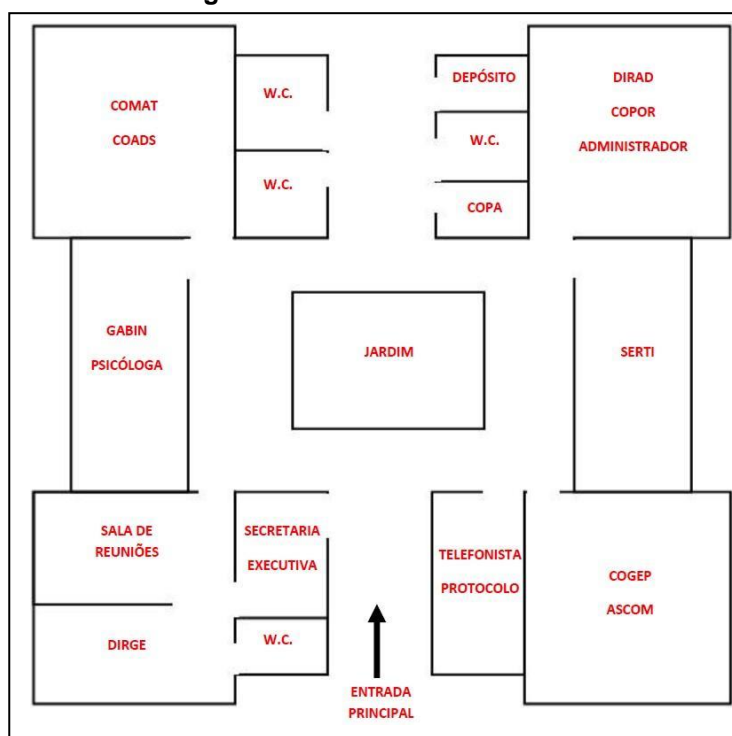 COMAT
COADS
W.C.
DEPÓSITO
DIRAD
COPOR
ADMINISTRADOR
W.C.
W.C.
COPA
GABIN
PSICÓLOGA
JARDIM
SERTI
SALA DE
REUNIÕES
SECRETARIA
EXECUTIVA
TELEFONISTA
PROTOCOLO
COGEP
ASCOM
DIRGE
W.C.
ENTRADA
PRINCIPAL